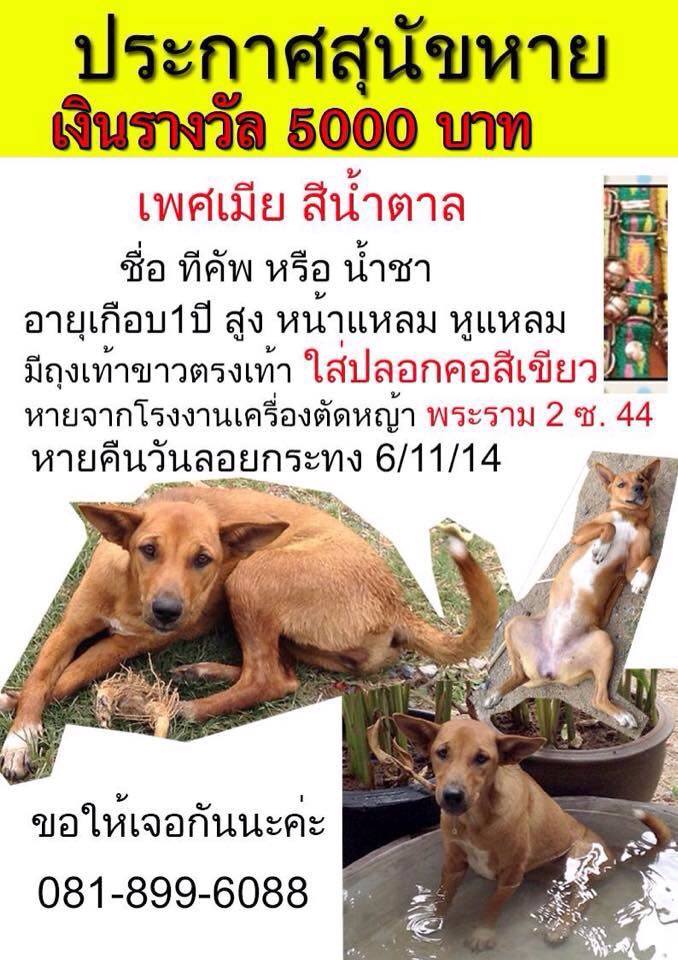 ประกาศสุนัขหาย
เงินรางวัล 5000 บาท
เพศเมีย สีน้ำตาล
ชื่อ ทีคัพ หรือ น้ำชา
อายุเกือบ1ปี สูง หน้าแหลม หูแหลม
มีถุงเท้าขาวตรงเท้า ใส่ปลอกคอสีเขียว
หายจากโรงงานเครื่องตัดหญ้า พระราม 2 ซ. 44
หายคืนวันลอยกระทง 6/11/14
ขอให้เจอกันนะค่ะ
081-899-6088